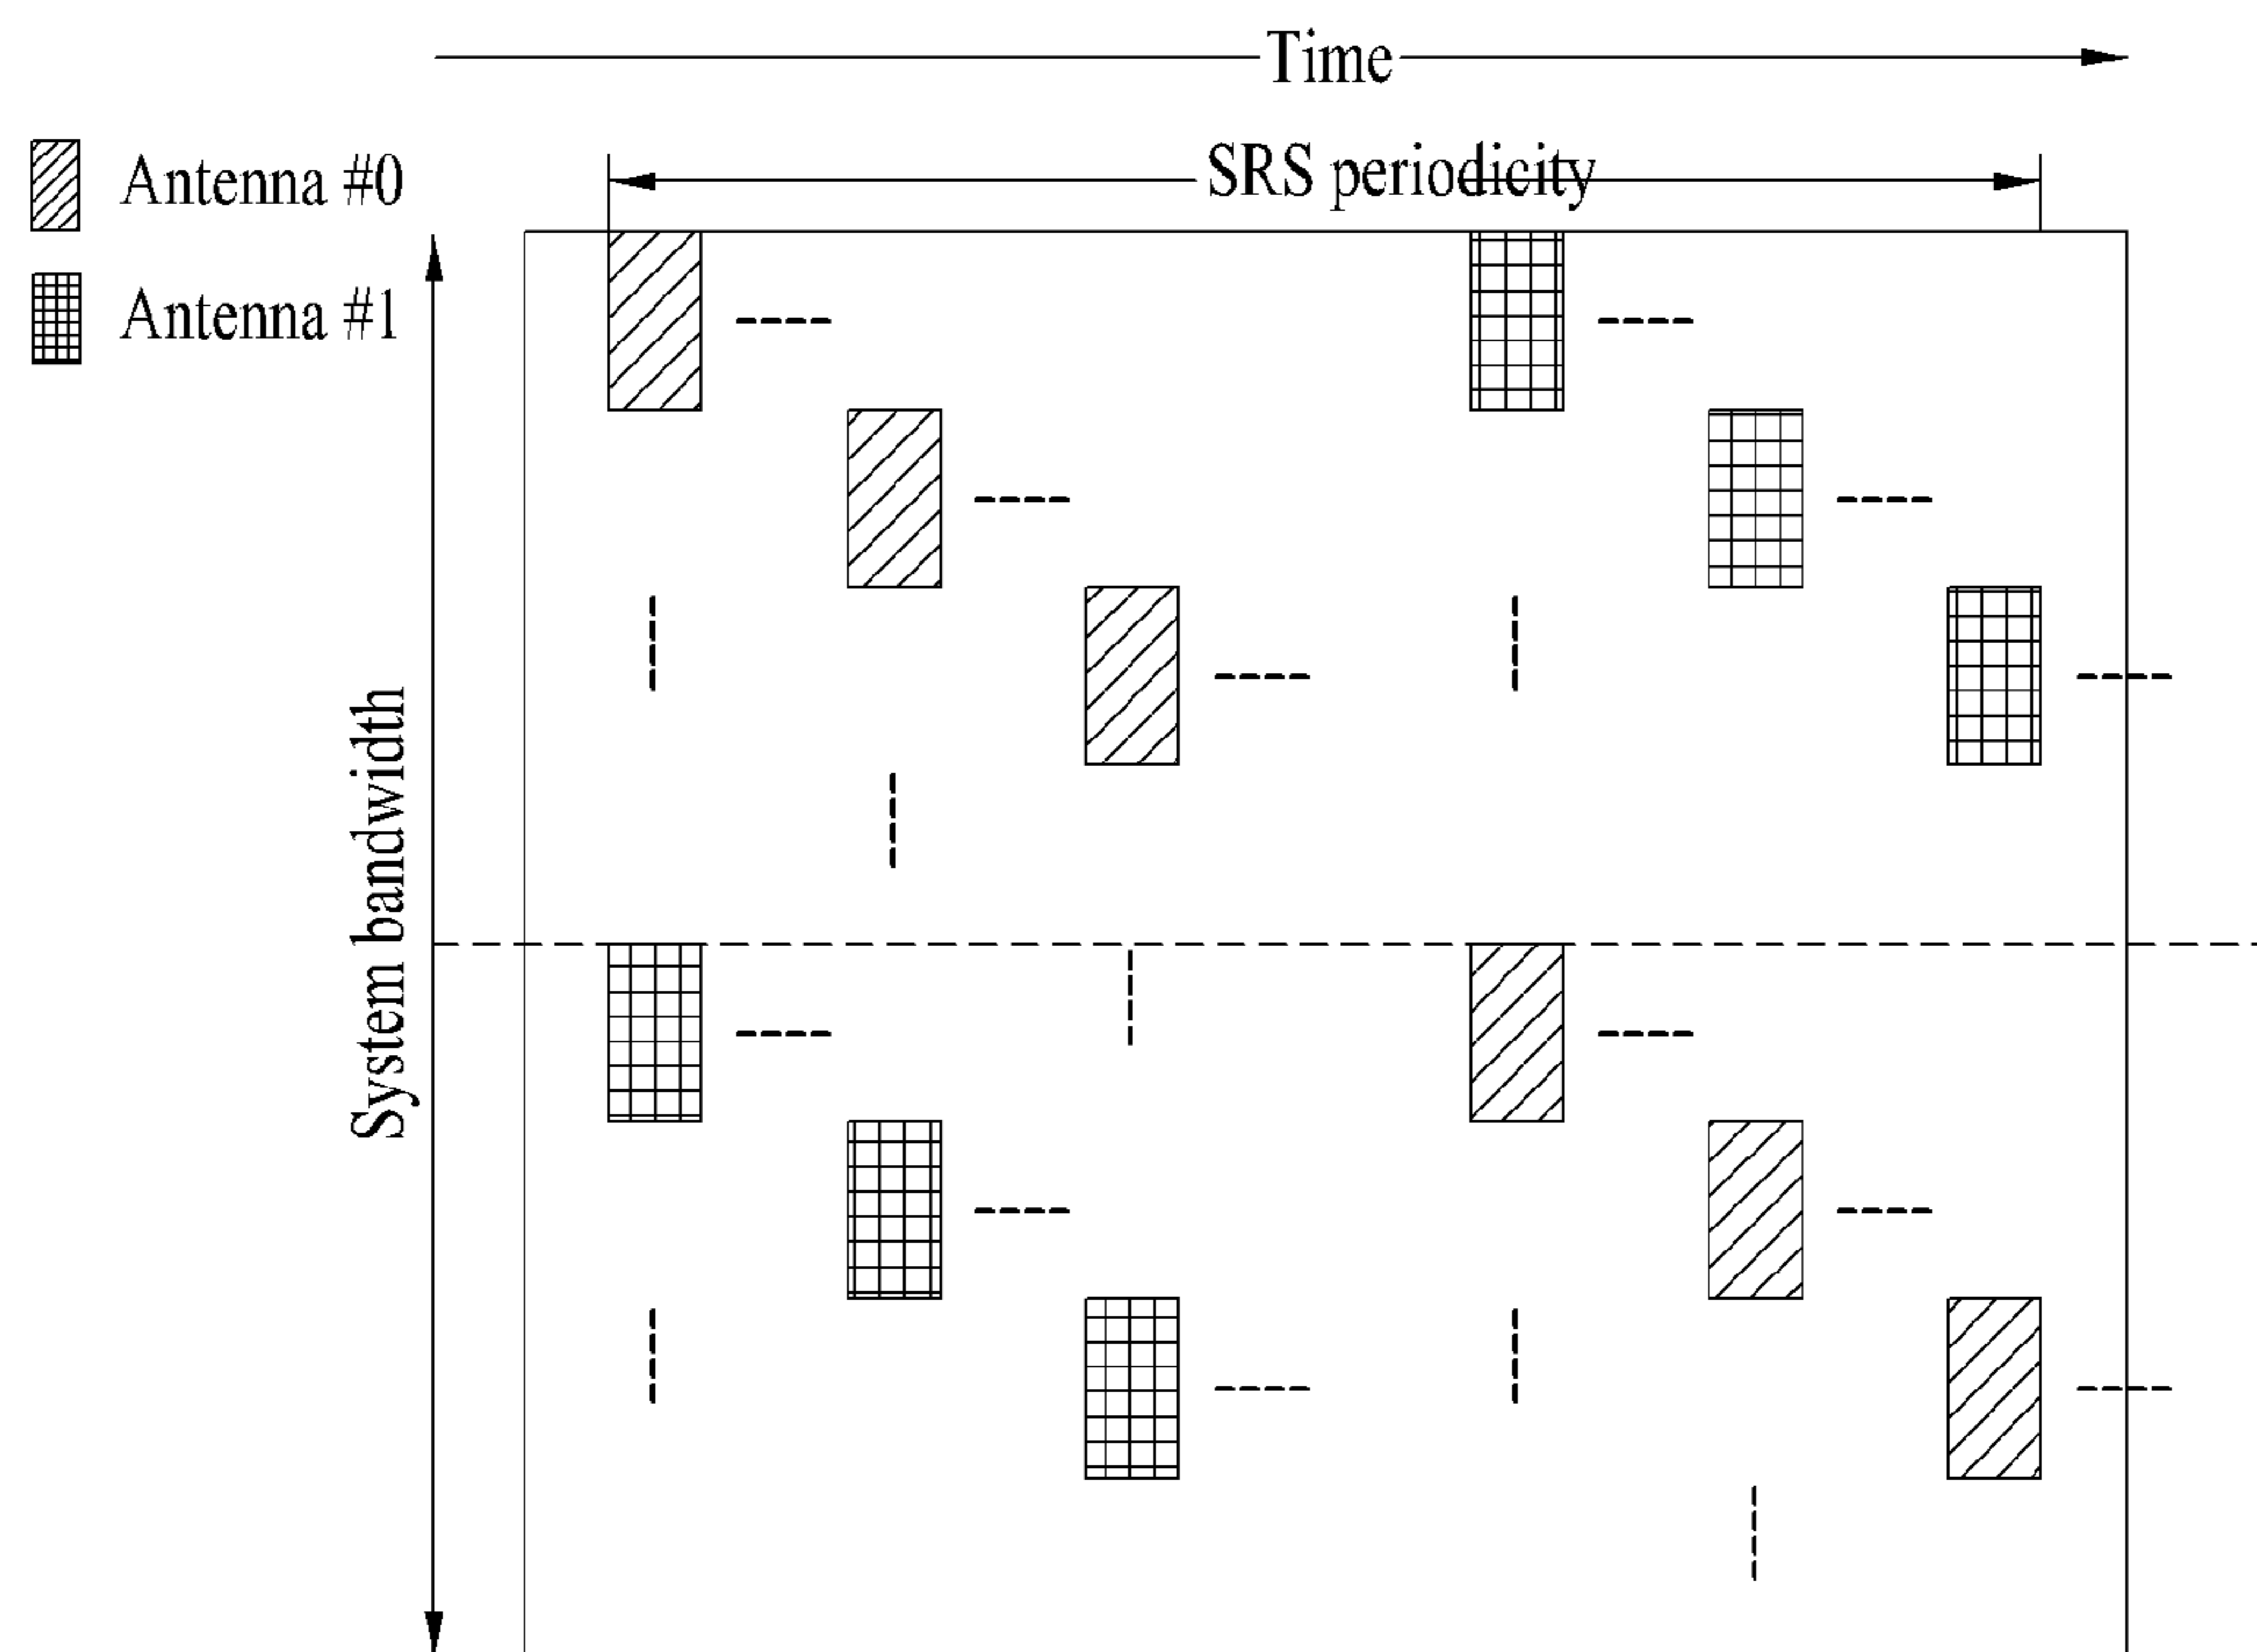 Time
SRS periodicity
Antenna #0
Antenna #1
System bandwidth